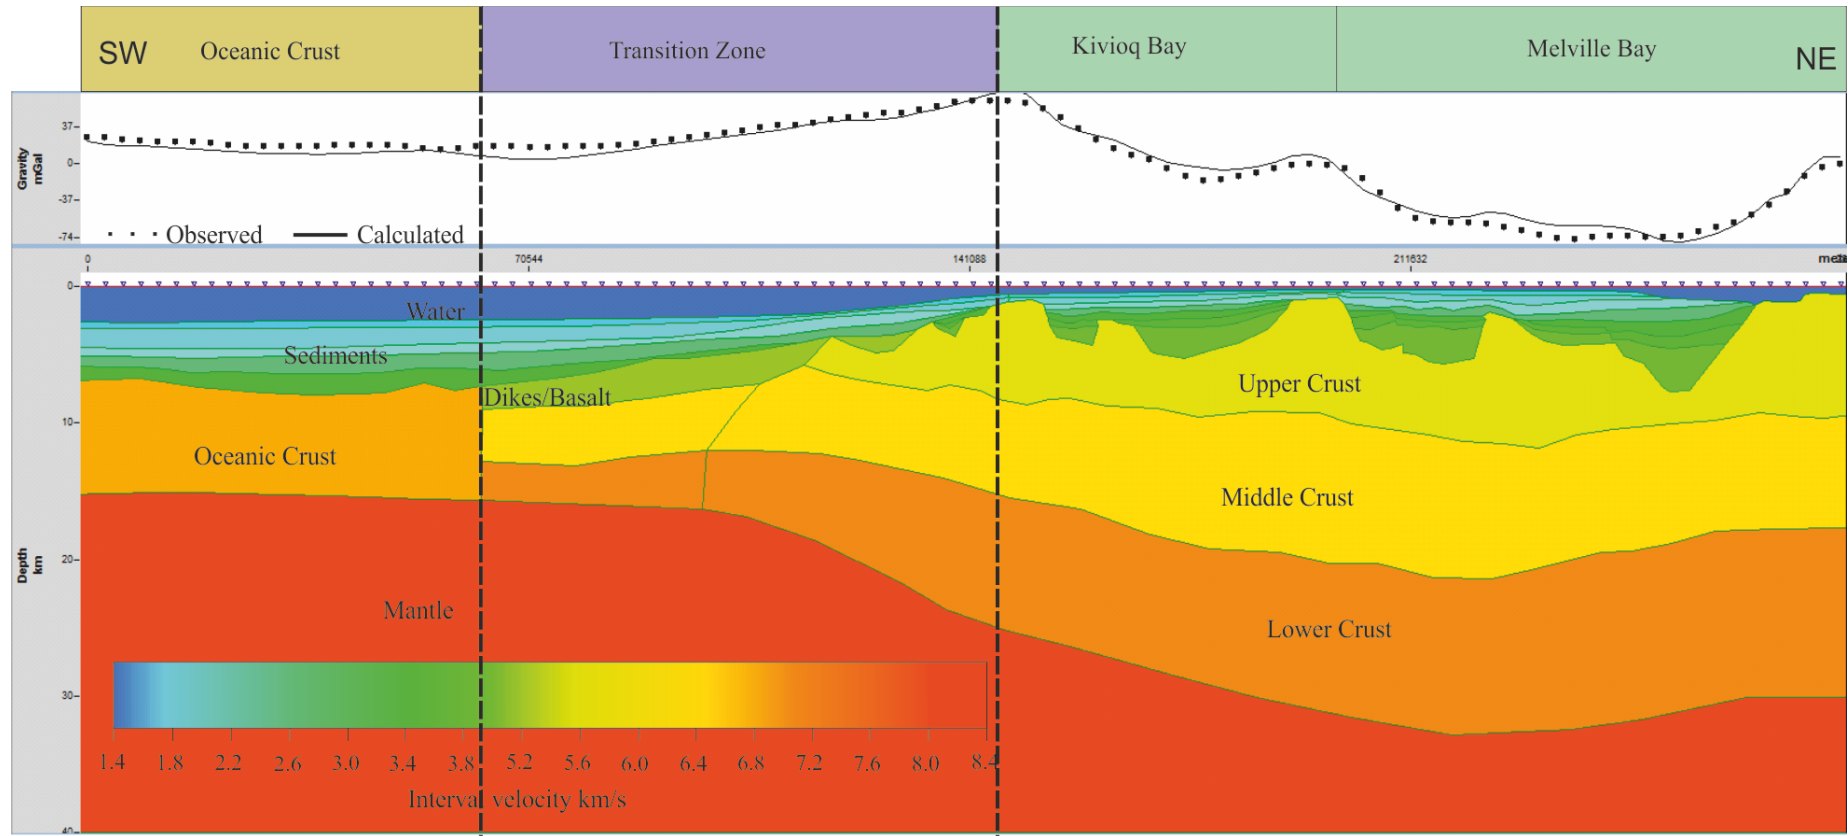 SW Oceanic Crust Transition Zone Kivioq Bay Melville Bay NE
Gravity
mGal
37
0
-37
-74
Observed Calculated
0 70544 141088 211632
Depth
km
0
10
20
30
40
Water
Sediments
Dikes/Basalt
Oceanic Crust
Upper Crust
Middle Crust
Mantle
Lower Crust
1.4 1.8 2.2 2.6 3.0 3.4 3.8 5.2 5.6 6.0 6.4 6.8 7.2 7.6 8.0 8.4
Interval velocity km/s